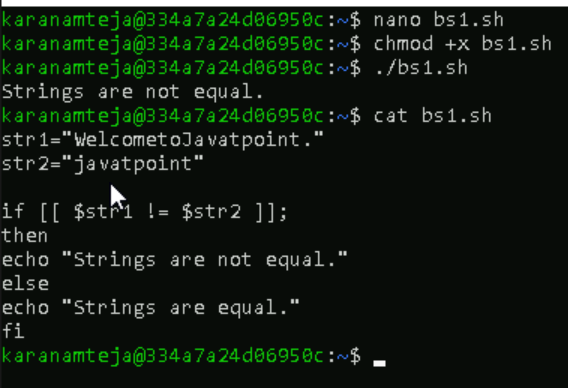 karanamteja@334a7a24d06950c:~$ nano bs1.sh
karanamteja@334a7a24d06950c:~$ chmod +x bs1.sh
karanamteja@334a7a24d06950c:~$ ./bs1.sh
Strings are not equal.
karanamteja@334a7a24d06950c:~$ cat bs1.sh
str1="WelcometoJavatpoint."
str2="javatpoint"
if [[ $str1 != $str2 ]];
then
echo "Strings are not equal."
else
echo "Strings are equal."
fi
karanamteja@334a7a24d06950c:~$